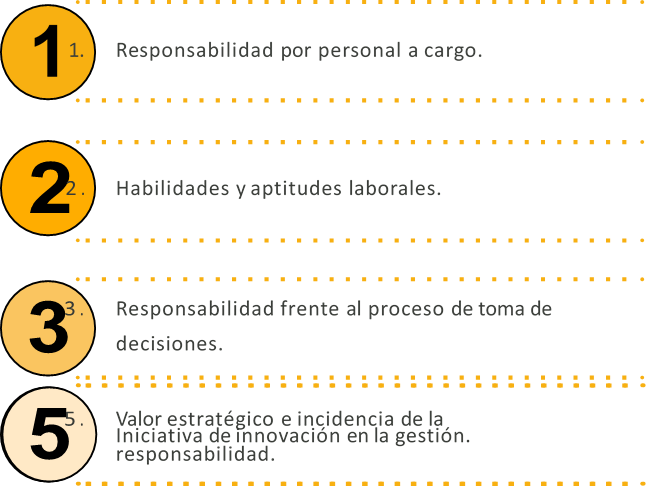 1 1. Responsabilidad por personal a cargo.
2 2. Habilidades y aptitudes laborales.
3 3. Responsabilidad frente al proceso de toma de
decisiones.
5 5. Valor estratégico e incidencia de la
Iniciativa de innovación en la gestión.
responsabilidad.